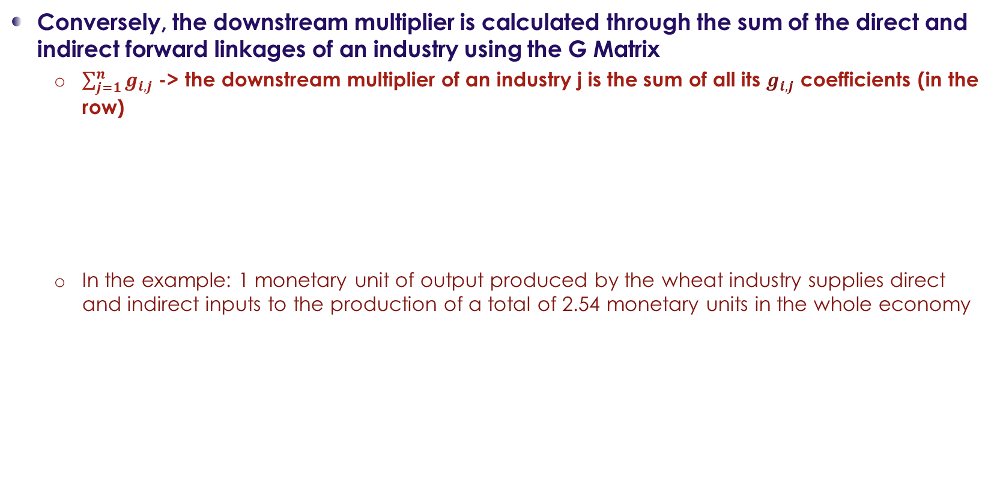 • Conversely, the downstream multiplier is calculated through the sum of the direct and
indirect forward linkages of an industry using the G Matrix
○ $\sum_{j=1}^{n} g_{i,j}$ -> the downstream multiplier of an industry j is the sum of all its $g_{i,j}$ coefficients (in the
row)
○ In the example: 1 monetary unit of output produced by the wheat industry supplies direct
and indirect inputs to the production of a total of 2.54 monetary units in the whole economy